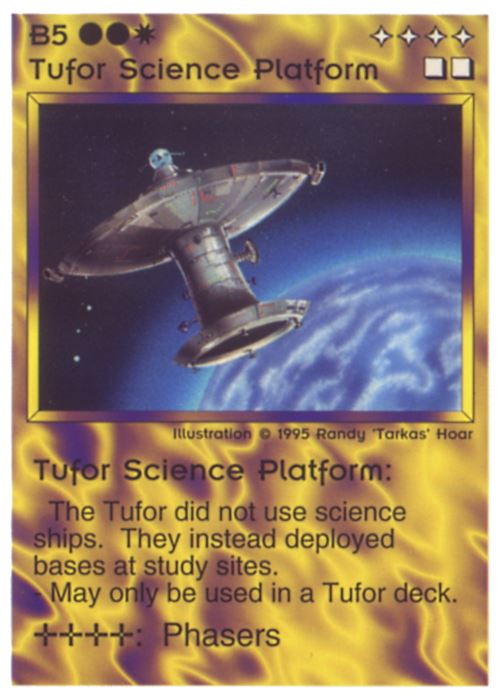 B5
Tufor Science Platform
Illustration © 1995 Randy 'Tarkas' Hoar
Tufor Science Platform:
The Tufor did not use science
ships. They instead deployed
bases at study sites.
- May only be used in a Tufor deck.
++++: Phasers